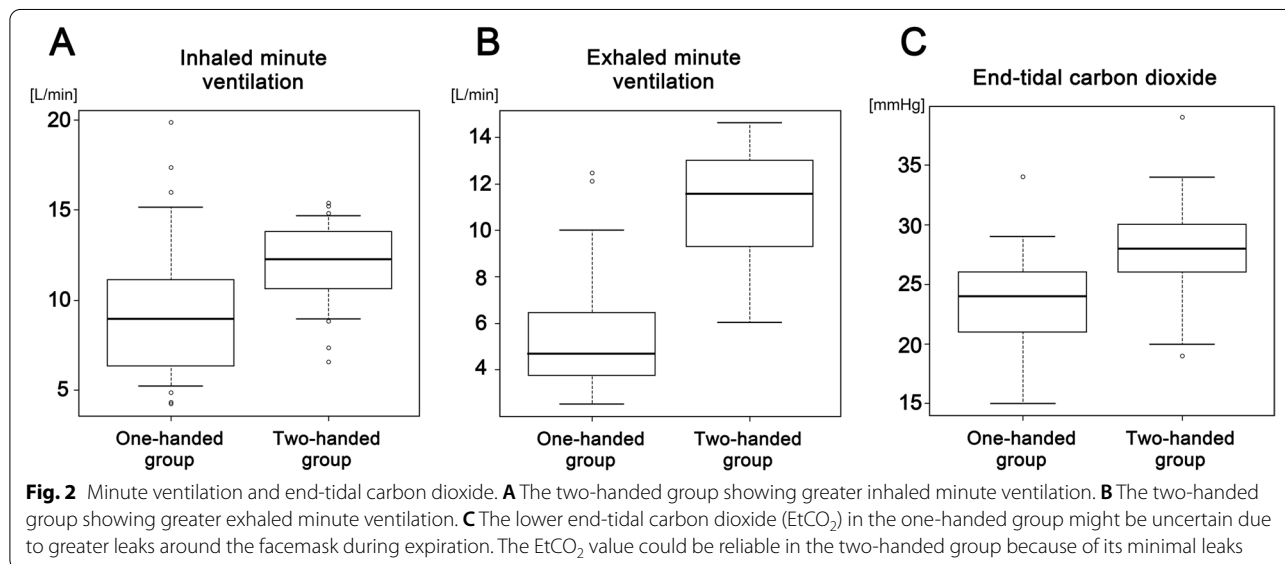 A
Inhaled minute
ventilation
[L/min]
20
15
10
5
One-handed
group
Two-handed
group
B
Exhaled minute
ventilation
[L/min]
14
12
10
8
6
4
One-handed
group
Two-handed
group
C
End-tidal carbon dioxide
[mmHg]
35
30
25
20
15
One-handed
group
Two-handed
group
Fig. 2 Minute ventilation and end-tidal carbon dioxide. A The two-handed group showing greater inhaled minute ventilation. B The two-handed
group showing greater exhaled minute ventilation. C The lower end-tidal carbon dioxide (EtCO₂) in the one-handed group might be uncertain due
to greater leaks around the facemask during expiration. The EtCO₂ value could be reliable in the two-handed group because of its minimal leaks